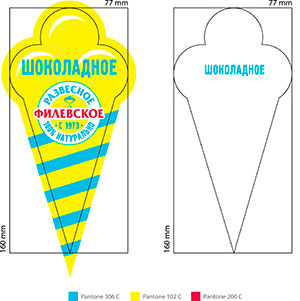 77 mm
77 mm
ШОКОЛАДНОЕ
ШОКОЛАДНОЕ
РАЗВЕСНОЕ
ФИЛЕВСКОЕ
• С 1973 •
100% НАТУРАЛЬНО
160 mm
160 mm
Pantone 306 C
Pantone 102 C
Pantone 200 C